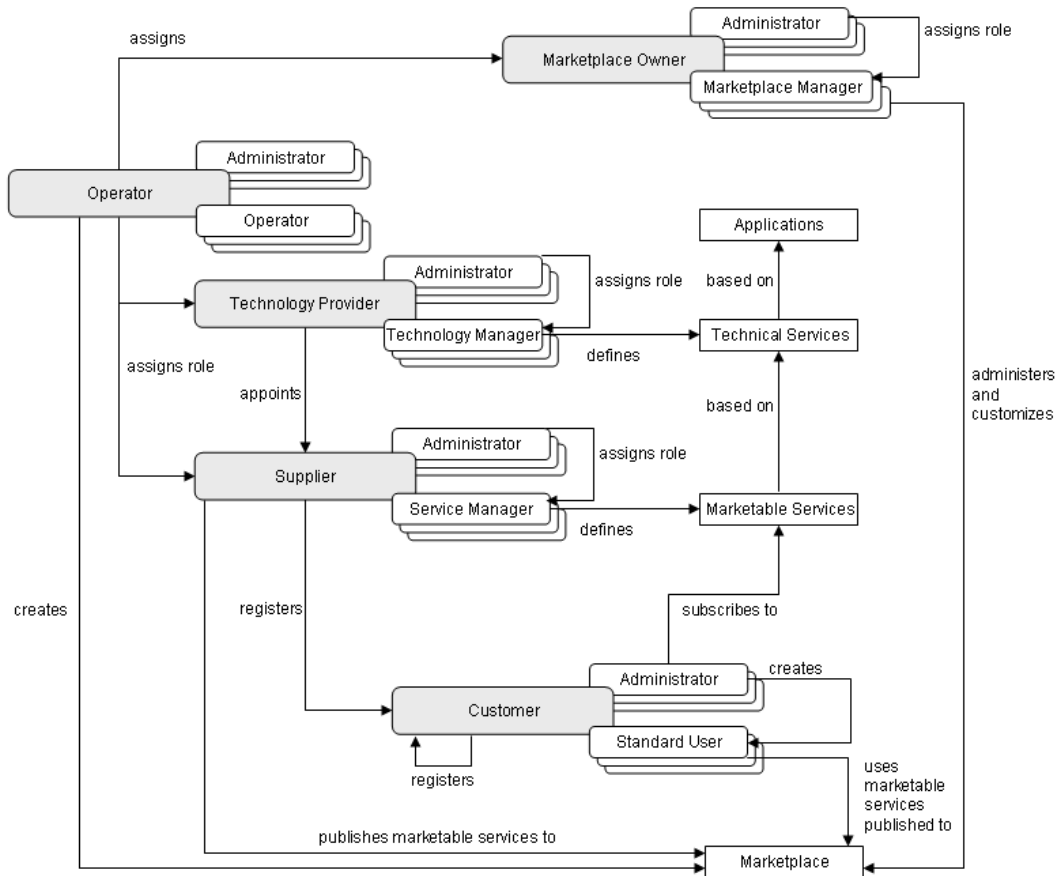 Administrator
assigns
assigns role
Marketplace Owner
Marketplace Manager
Administrator
Operator
Operator
Applications
Administrator
assigns role
based on
Technology Provider
Technology Manager
Technical Services
defines
assigns role
administers
and
customizes
appoints
based on
Administrator
assigns role
Supplier
Service Manager
Marketable Services
defines
creates
registers
subscribes to
Administrator
creates
Customer
Standard User
registers
uses
marketable
services
published to
publishes marketable services to
Marketplace